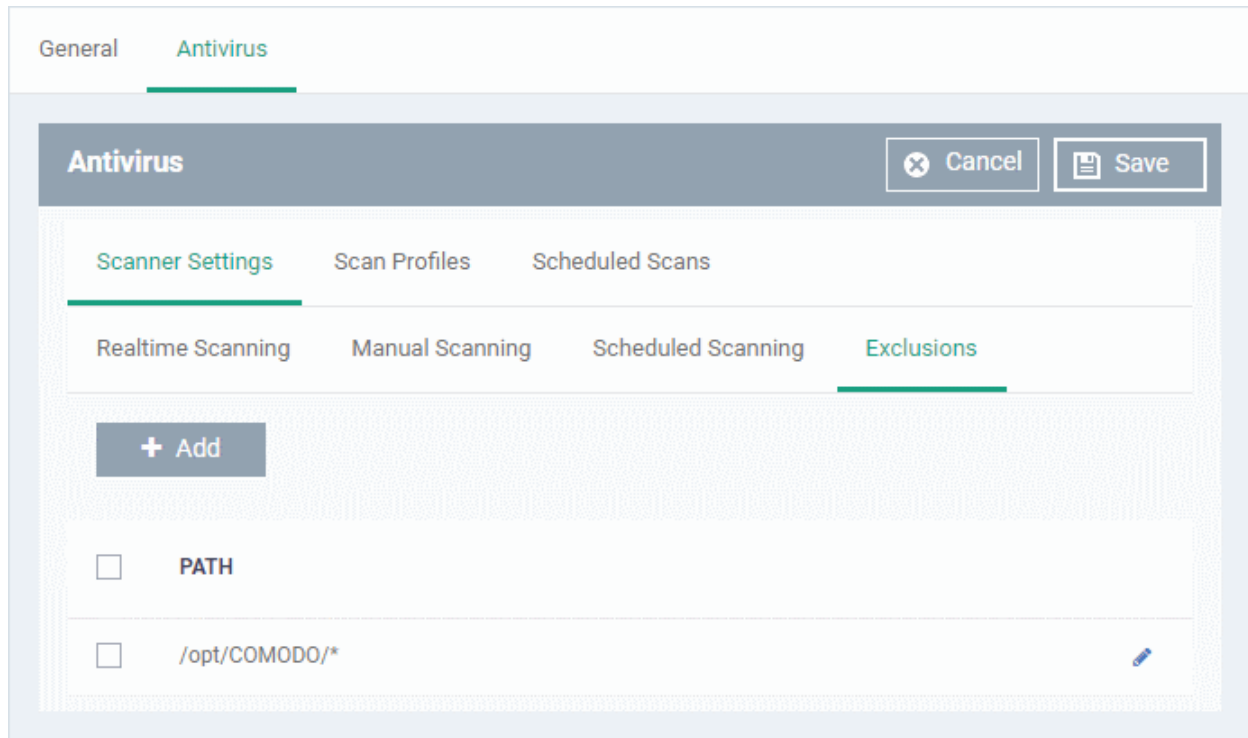 General Antivirus
Antivirus Cancel Save
Scanner Settings Scan Profiles Scheduled Scans
Realtime Scanning Manual Scanning Scheduled Scanning Exclusions
+ Add
PATH
/opt/COMODO/*